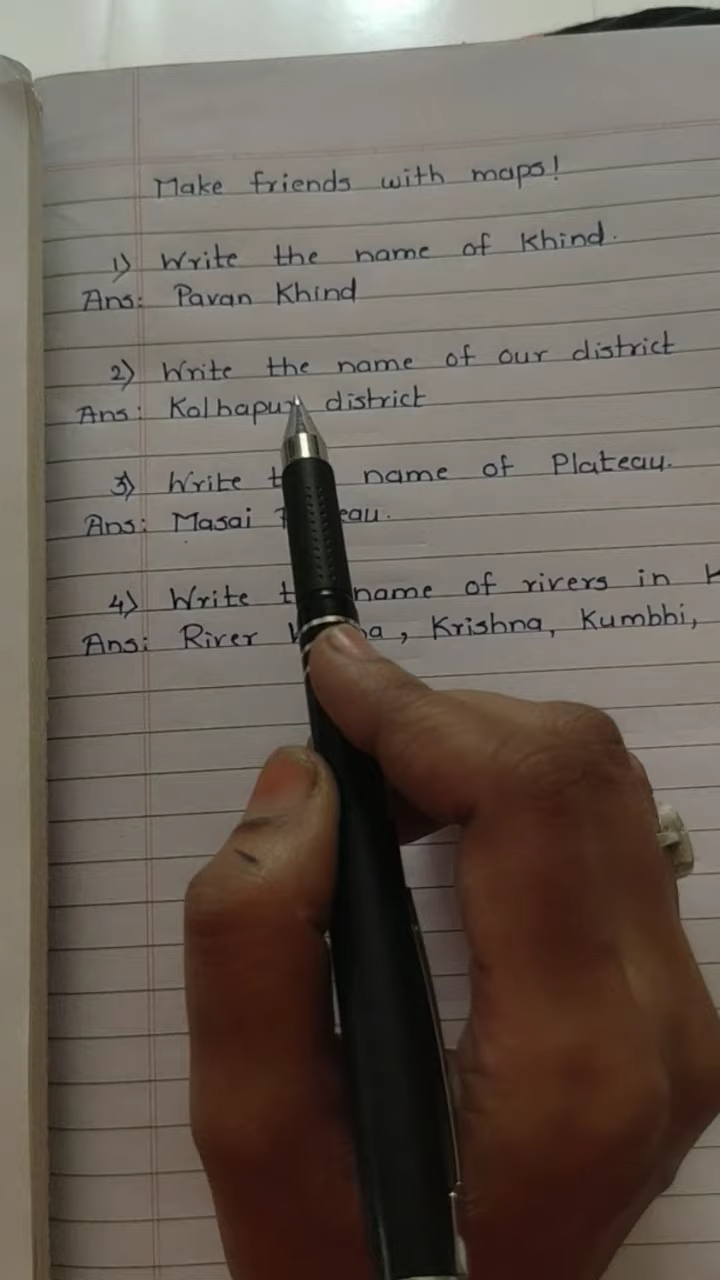 Make friends with maps!
1) Write the name of Khind.
Ans: Pavan Khind
2) Write the name of our district
Ans: Kolhapur district
3) Write name of Plateau.
Ans: Masai
4) Write name of rivers in
Ans: River , Krishna, Kumbhi,